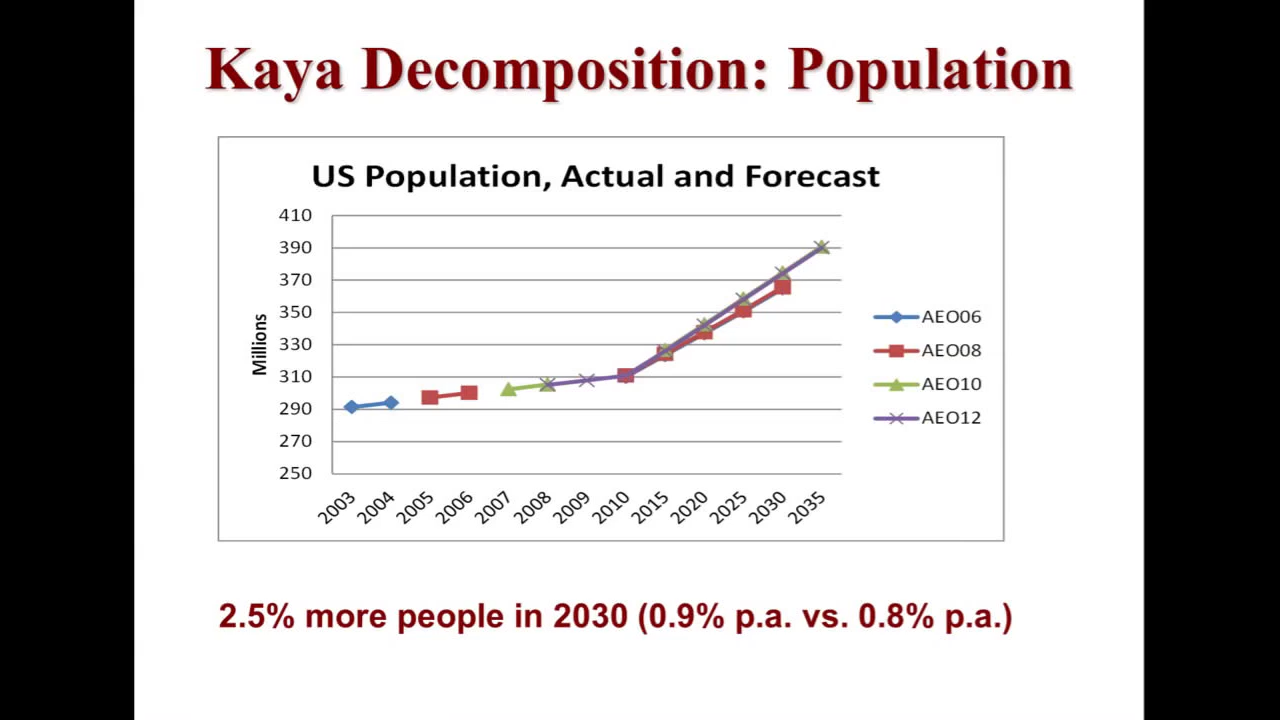 Kaya Decomposition: Population
US Population, Actual and Forecast
410
390
370
350
330
310
290
270
250
Millions
2003
2004
2005
2006
2007
2008
2009
2010
2015
2020
2025
2030
2035
AEO06
AEO08
AEO10
AEO12
2.5% more people in 2030 (0.9% p.a. vs. 0.8% p.a.)